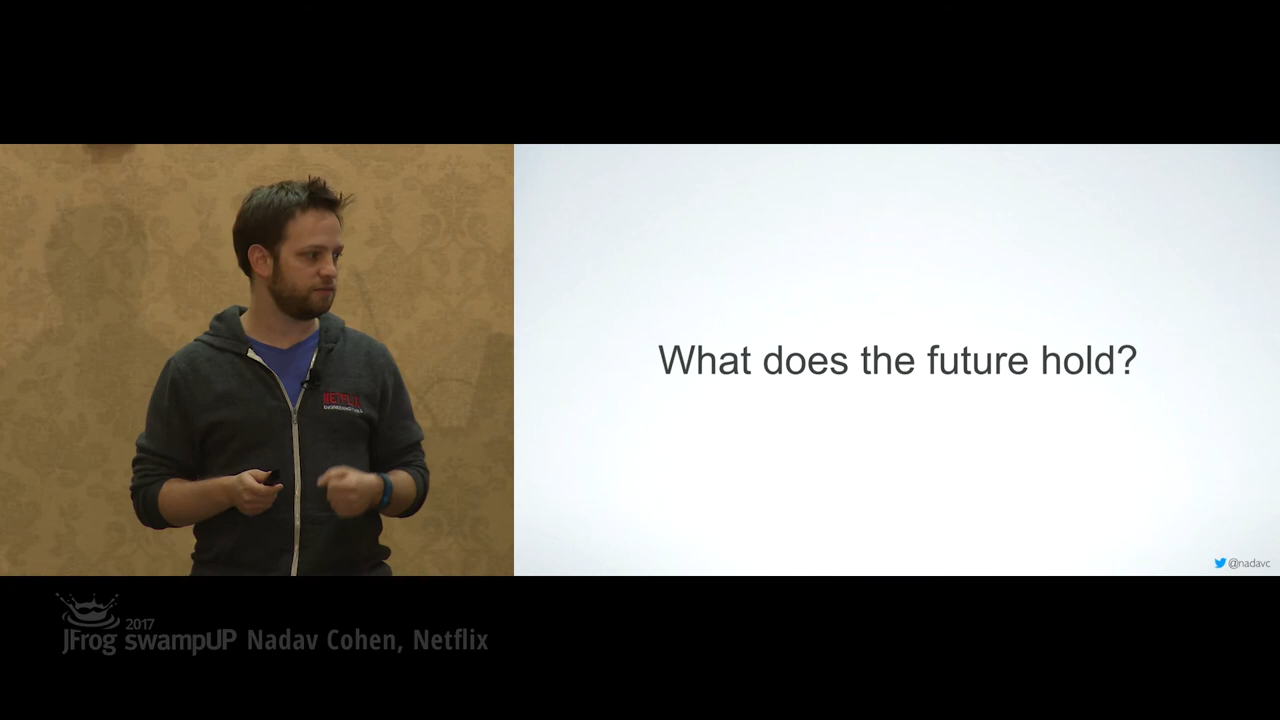 What does the future hold?
@nadavc
NETFLIX
2017
JFrog swampUP Nadav Cohen, Netflix